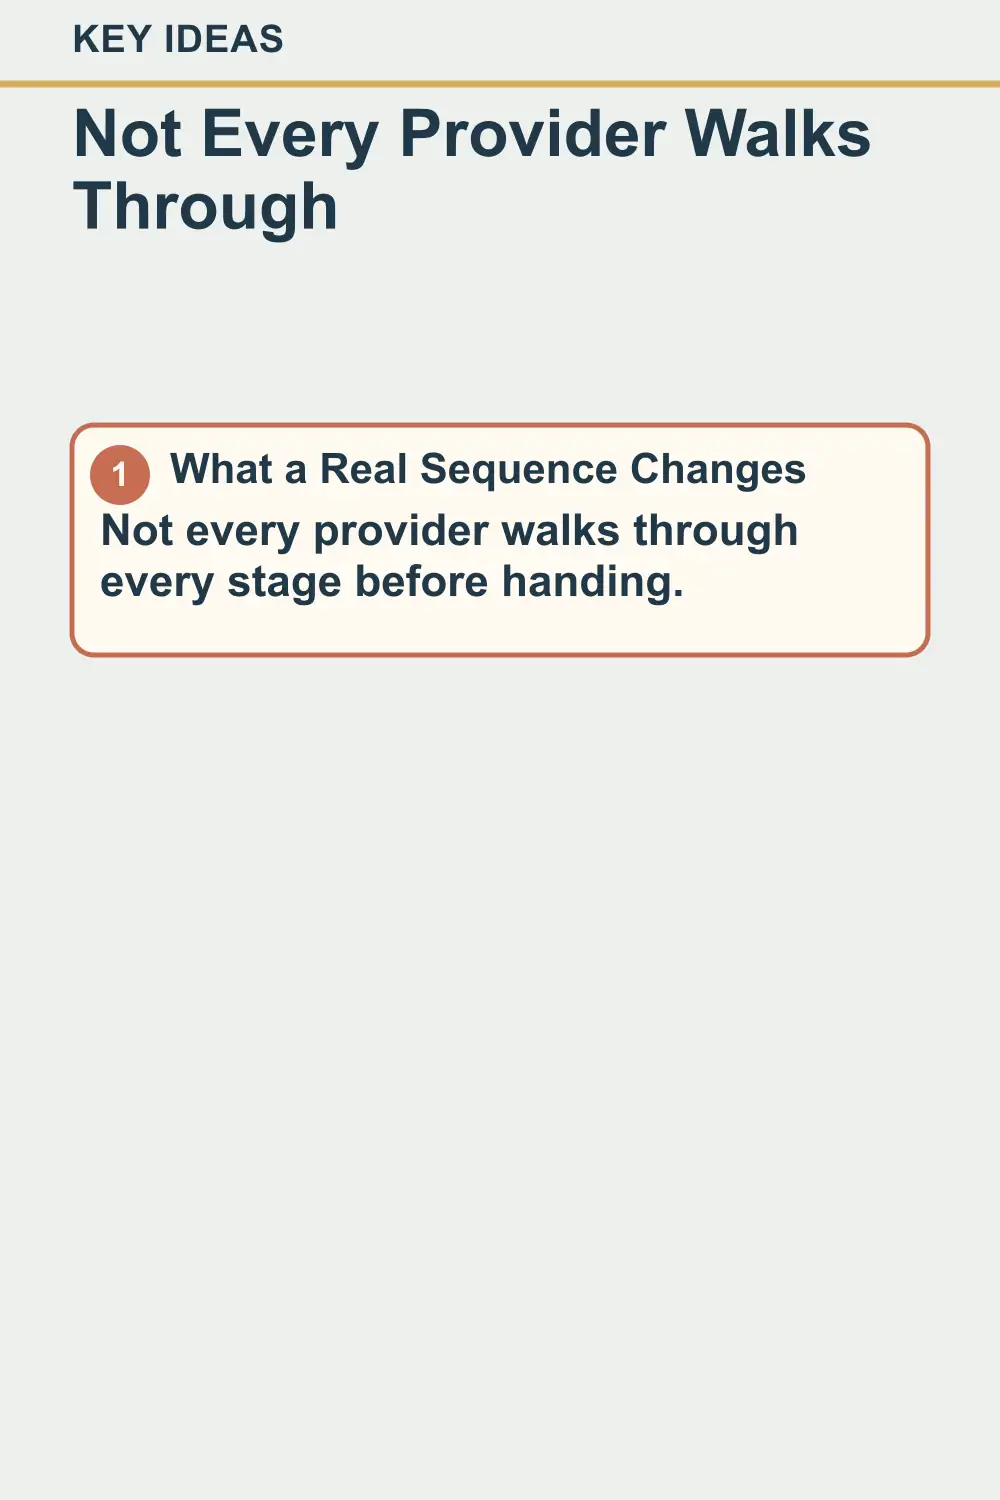 KEY IDEAS
Not Every Provider Walks
Through
1 What a Real Sequence Changes
Not every provider walks through
every stage before handing.